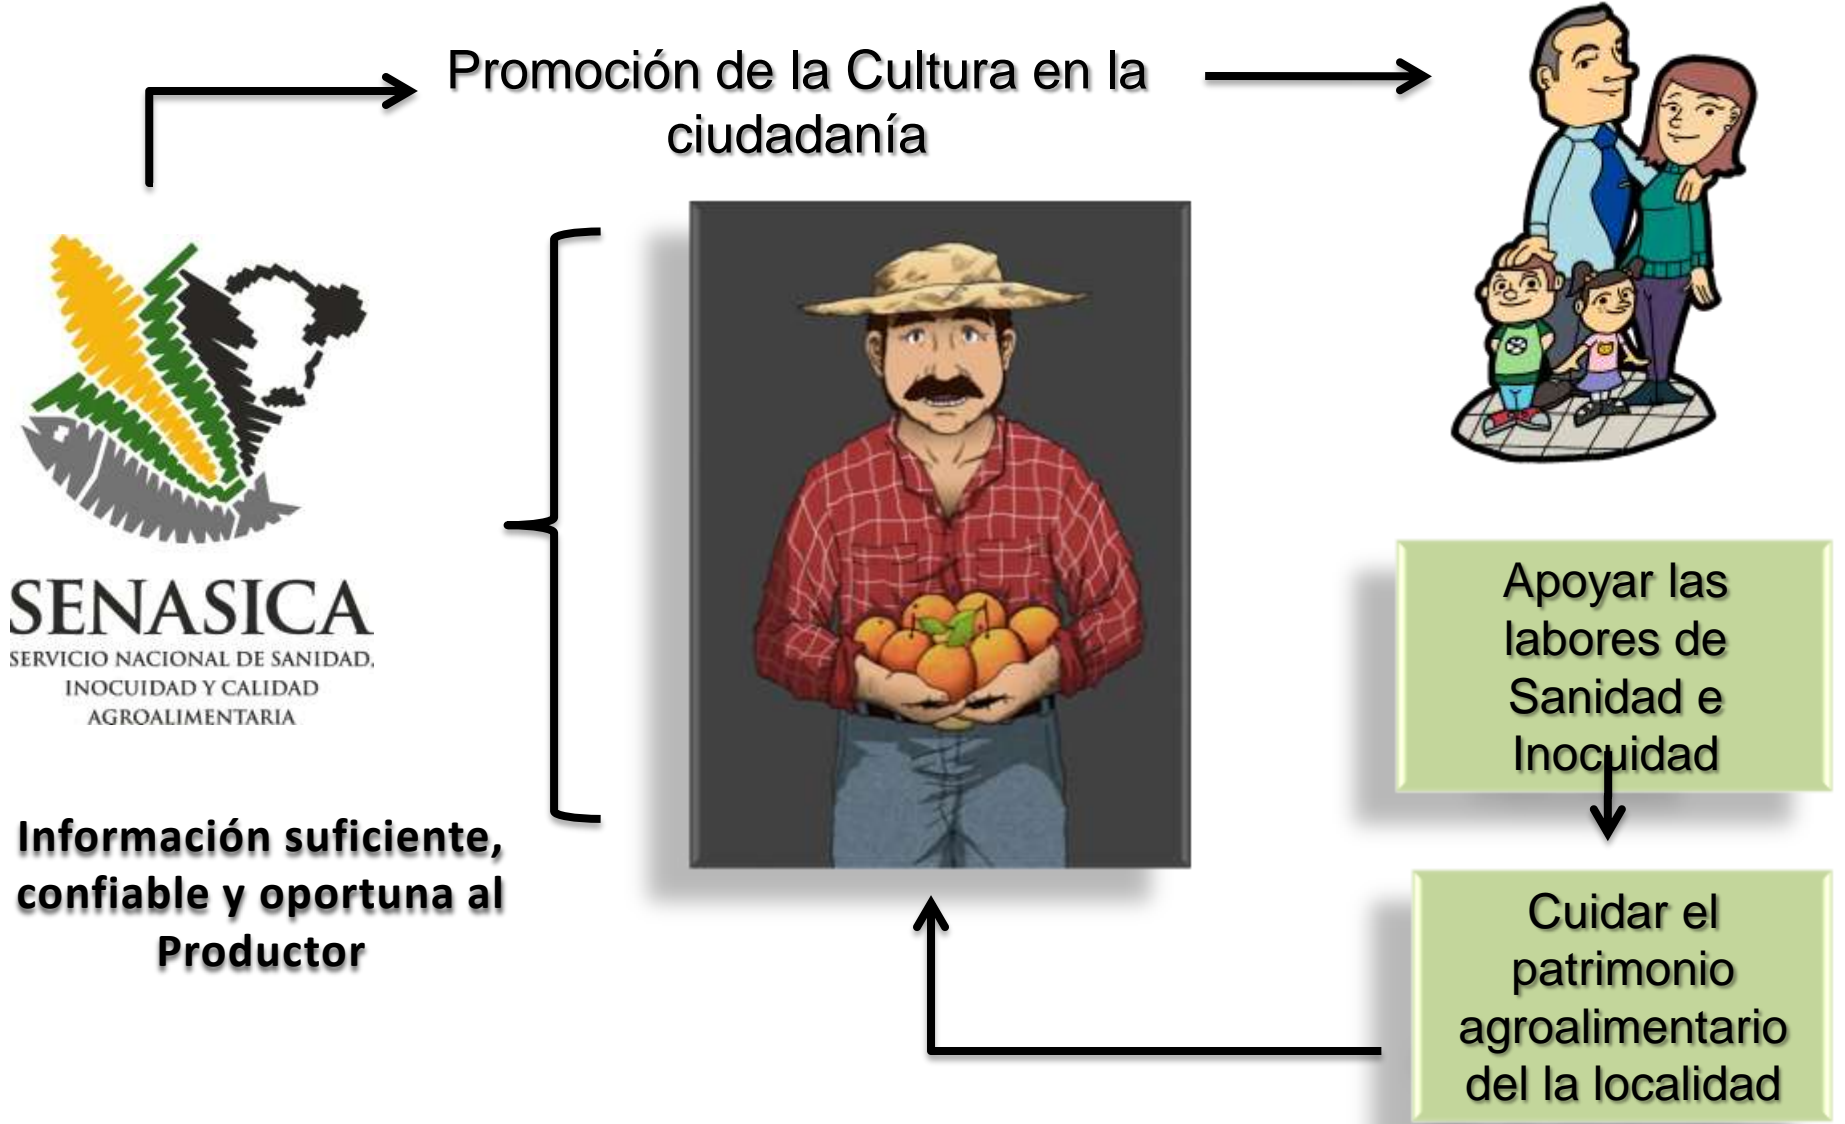 Promoción de la Cultura en la
ciudadanía
SENASICA
SERVICIO NACIONAL DE SANIDAD,
INOCUIDAD Y CALIDAD
AGROALIMENTARIA
Información suficiente,
confiable y oportuna al
Productor
Apoyar las
labores de
Sanidad e
Inocuidad
Cuidar el
patrimonio
agroalimentario
del la localidad